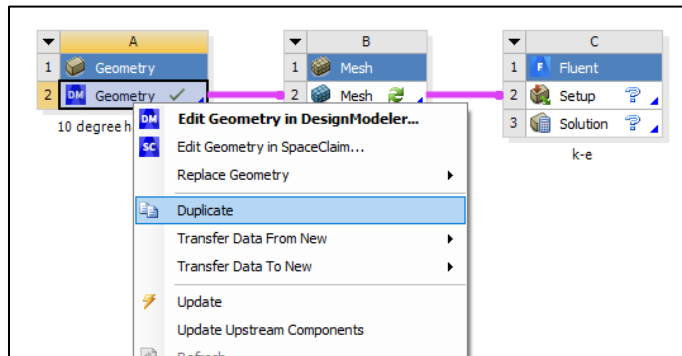 A
1 Geometry
2 DM Geometry
10 degree h
B
1 Mesh
2 Mesh
C
1 F Fluent
2 Setup ?
3 Solution ?
k-e
DM Edit Geometry in DesignModeler...
SC Edit Geometry in SpaceClaim...
Replace Geometry
Duplicate
Transfer Data From New
Transfer Data To New
Update
Update Upstream Components
Refresh